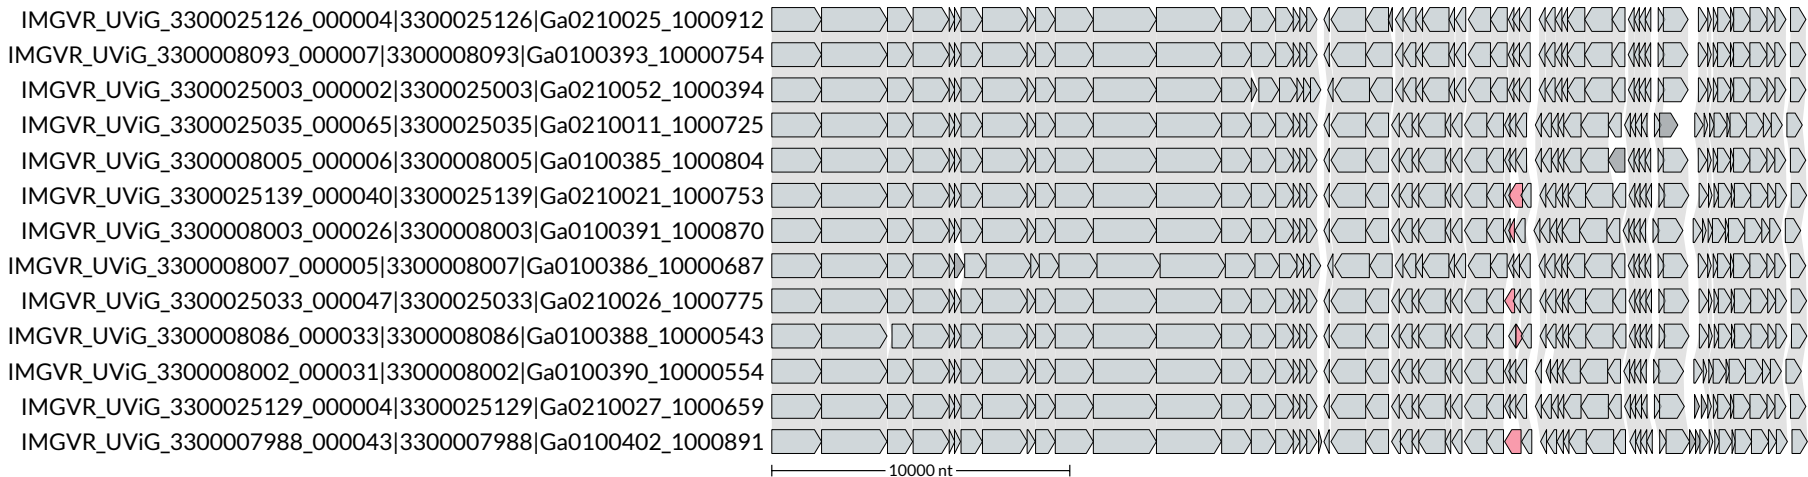 IMGVR_UViG_3300025126_000004|3300025126|Ga0210025_1000912
IMGVR_UViG_3300008093_000007|3300008093|Ga0100393_10000754
IMGVR_UViG_3300025003_000002|3300025003|Ga0210052_1000394
IMGVR_UViG_3300025035_000065|3300025035|Ga0210011_1000725
IMGVR_UViG_3300008005_000006|3300008005|Ga0100385_1000804
IMGVR_UViG_3300025139_000040|3300025139|Ga0210021_1000753
IMGVR_UViG_3300008003_000026|3300008003|Ga0100391_1000870
IMGVR_UViG_3300008007_000005|3300008007|Ga0100386_10000687
IMGVR_UViG_3300025033_000047|3300025033|Ga0210026_1000775
IMGVR_UViG_3300008086_000033|3300008086|Ga0100388_10000543
IMGVR_UViG_3300008002_000031|3300008002|Ga0100390_10000554
IMGVR_UViG_3300025129_000004|3300025129|Ga0210027_1000659
IMGVR_UViG_3300007988_000043|3300007988|Ga0100402_1000891
10000 nt